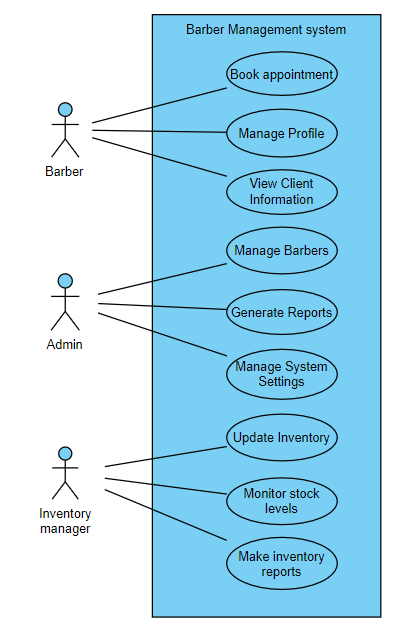 Barber Management system
Book appointment
Manage Profile
Barber
View Client
Information
Manage Barbers
Generate Reports
Admin
Manage System
Settings
Update Inventory
Monitor stock
levels
Inventory
manager
Make inventory
reports